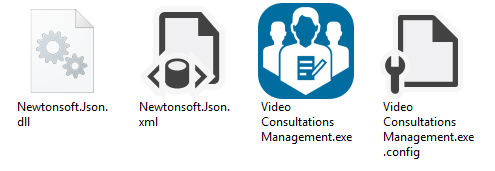 Newtonsoft.Json.
dll
Newtonsoft.Json.
xml
Video
Consultations
Management.exe
Video
Consultations
Management.exe
.config